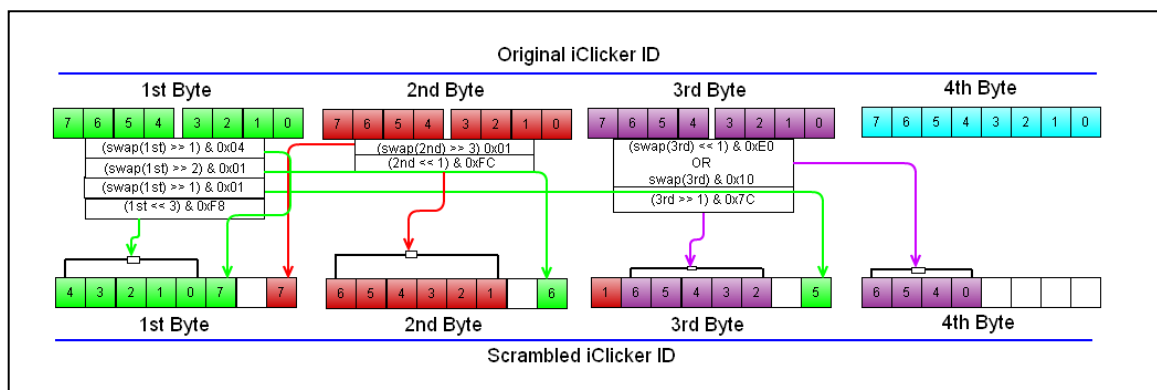 Original iClicker ID
1st Byte 2nd Byte 3rd Byte 4th Byte
7 6 5 4 3 2 1 0 7 6 5 4 3 2 1 0 7 6 5 4 3 2 1 0 7 6 5 4 3 2 1 0
(swap(1st) >> 1) & 0x04
(swap(1st) >> 2) & 0x01
(swap(1st) >> 1) & 0x01
(1st << 3) & 0xF8
(swap(2nd) >> 3) 0x01
(2nd << 1) & 0xFC
(swap(3rd) << 1) & 0xE0
OR
swap(3rd) & 0x10
(3rd >> 1) & 0x7C
4 3 2 1 0 7 7 6 5 4 3 2 1 6 1 6 5 4 3 2 5 6 5 4 0
1st Byte 2nd Byte 3rd Byte 4th Byte
Scrambled iClicker ID